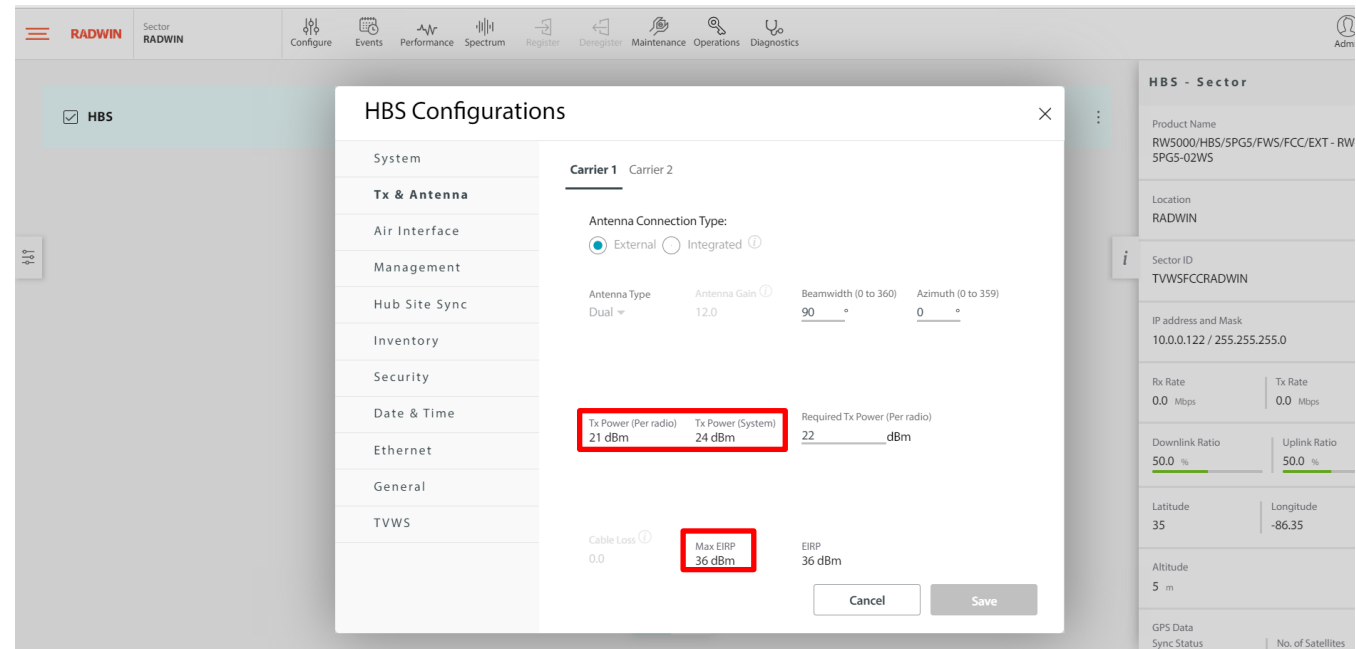 RADWIN
Sector
RADWIN
Configure
Events
Performance
Spectrum
Register
Deregister
Maintenance
Operations
Diagnostics
Admi
HBS
HBS Configurations
System
Tx & Antenna
Air Interface
Management
Hub Site Sync
Inventory
Security
Date & Time
Ethernet
General
TVWS
Carrier 1 Carrier 2
Antenna Connection Type:
External Integrated i
Antenna Type Antenna Gain i Beamwidth (0 to 360) Azimuth (0 to 359)
Dual 12.0 90 ° 0 °
Tx Power (Per radio) Tx Power (System) Required Tx Power (Per radio)
21 dBm 24 dBm 22 dBm
Cable Loss i Max EIRP EIRP
0.0 36 dBm 36 dBm
Cancel Save
i
HBS - Sector
Product Name
RW5000/HBS/5PG5/FWS/FCC/EXT - RW
5PG5-02WS
Location
RADWIN
Sector ID
TVWSFCCRADWIN
IP address and Mask
10.0.0.122 / 255.255.255.0
Rx Rate Tx Rate
0.0 Mbps 0.0 Mbps
Downlink Ratio Uplink Ratio
50.0 % 50.0 %
Latitude Longitude
35 -86.35
Altitude
5 m
GPS Data
Sync Status No. of Satellites